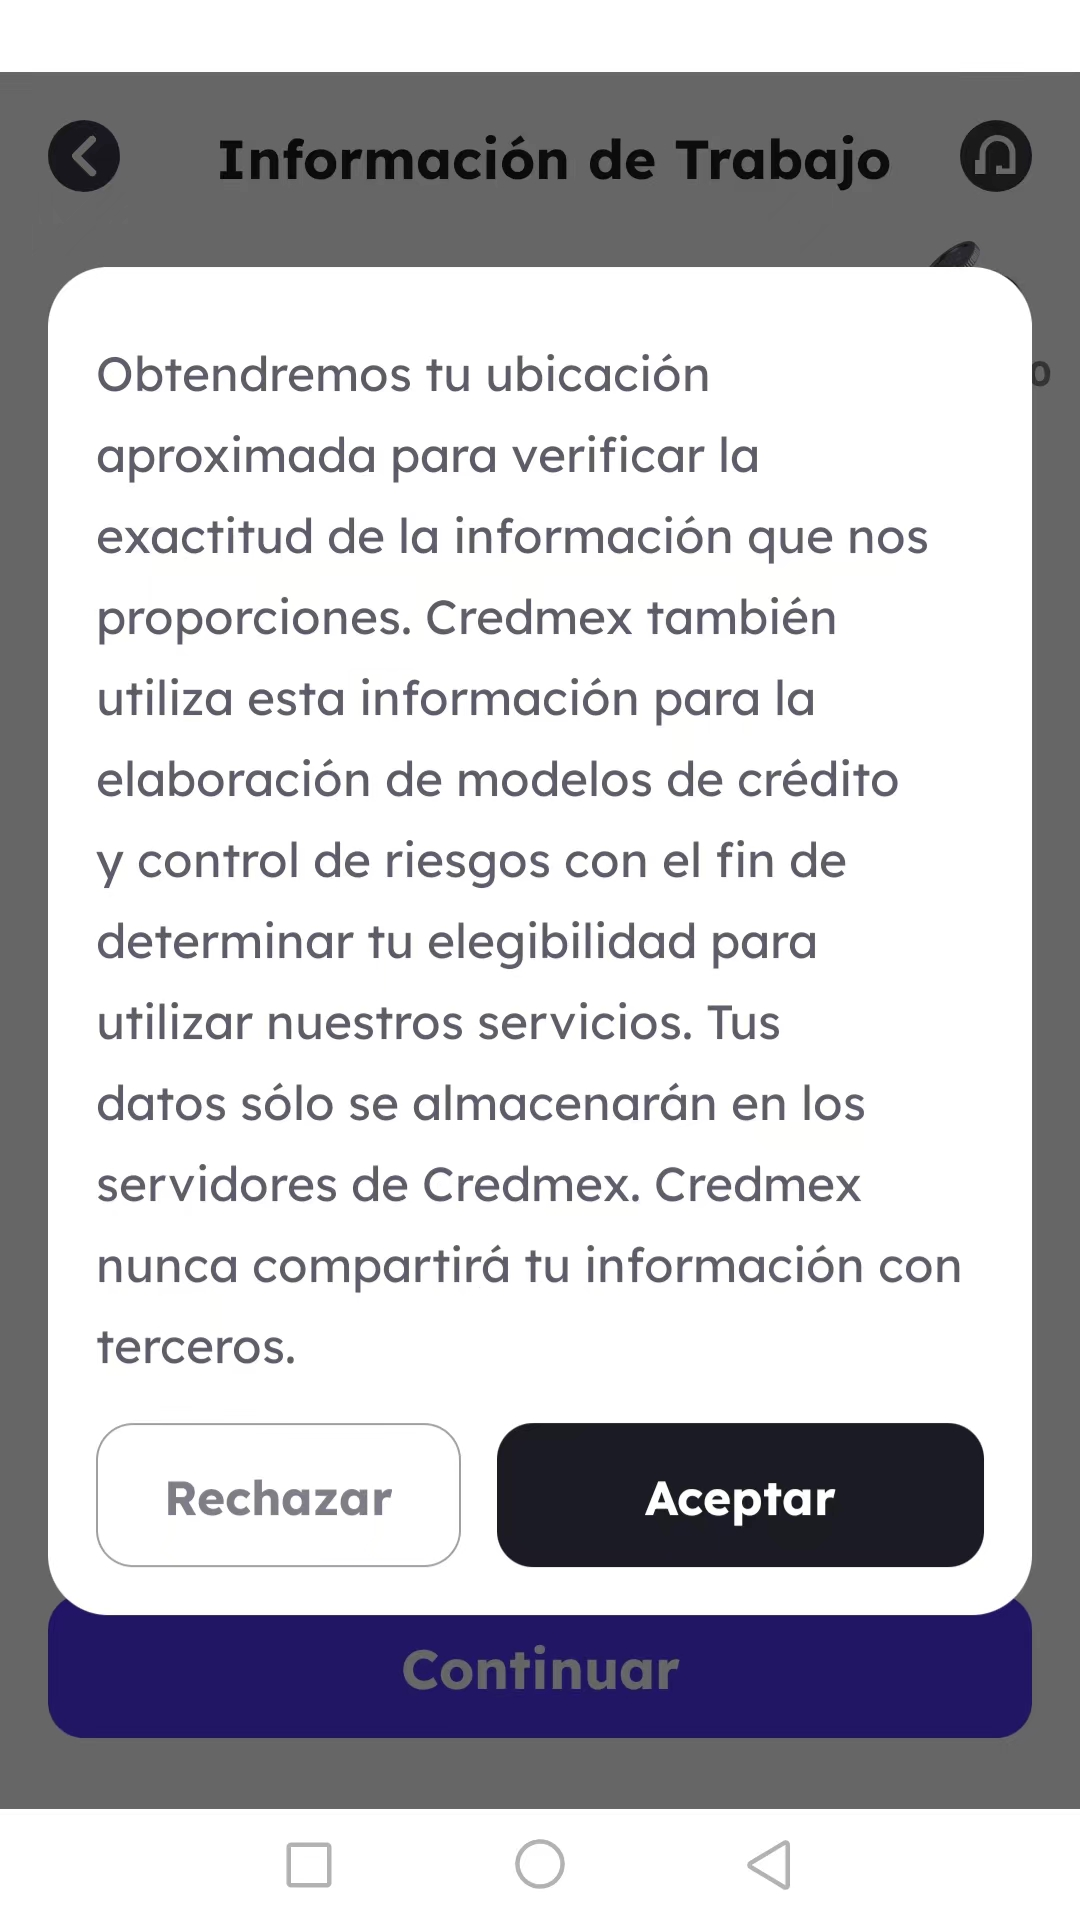 Información de Trabajo
o
Obtendremos tu ubicación
aproximada para verificar la
exactitud de la información que nos
proporciones. Credmex también
utiliza esta información para la
elaboración de modelos de crédito
y control de riesgos con el fin de
determinar tu elegibilidad para
utilizar nuestros servicios. Tus
datos sólo se almacenarán en los
servidores de Credmex. Credmex
nunca compartirá tu información con
terceros.
Rechazar
Aceptar
Continuar